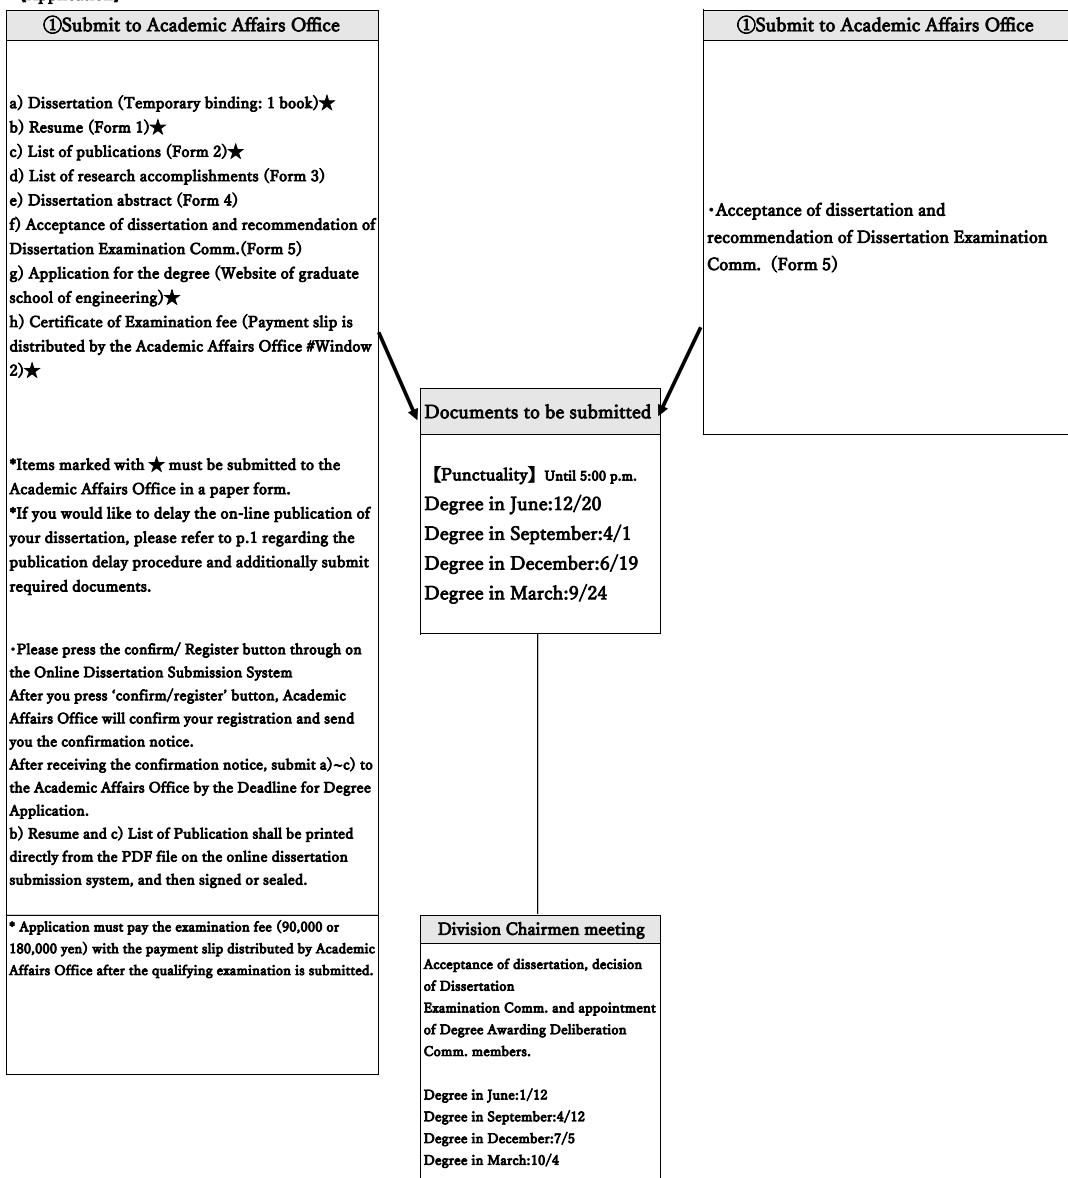 ①Submit to Academic Affairs Office
a) Dissertation (Temporary binding: 1 book)★
b) Resume (Form 1)★
c) List of publications (Form 2)★
d) List of research accomplishments (Form 3)
e) Dissertation abstract (Form 4)
f) Acceptance of dissertation and recommendation of
Dissertation Examination Comm.(Form 5)
g) Application for the degree (Website of graduate
school of engineering)★
h) Certificate of Examination fee (Payment slip is
distributed by the Academic Affairs Office #Window
2)★
*Items marked with ★ must be submitted to the
Academic Affairs Office in a paper form.
*If you would like to delay the on-line publication of
your dissertation, please refer to p.1 regarding the
publication delay procedure and additionally submit
required documents.
・Please press the confirm/ Register button through on
the Online Dissertation Submission System
After you press ‘confirm/register’ button, Academic
Affairs Office will confirm your registration and send
you the confirmation notice.
After receiving the confirmation notice, submit a)~c) to
the Academic Affairs Office by the Deadline for Degree
Application.
b) Resume and c) List of Publication shall be printed
directly from the PDF file on the online dissertation
submission system, and then signed or sealed.
* Application must pay the examination fee (90,000 or
180,000 yen) with the payment slip distributed by Academic
Affairs Office after the qualifying examination is submitted.
①Submit to Academic Affairs Office
・Acceptance of dissertation and
recommendation of Dissertation Examination
Comm. (Form 5)
Documents to be submitted
【Punctuality】Until 5:00 p.m.
Degree in June:12/20
Degree in September:4/1
Degree in December:6/19
Degree in March:9/24
Division Chairmen meeting
Acceptance of dissertation, decision
of Dissertation
Examination Comm. and appointment
of Degree Awarding Deliberation
Comm. members.
Degree in June:1/12
Degree in September:4/12
Degree in December:7/5
Degree in March:10/4